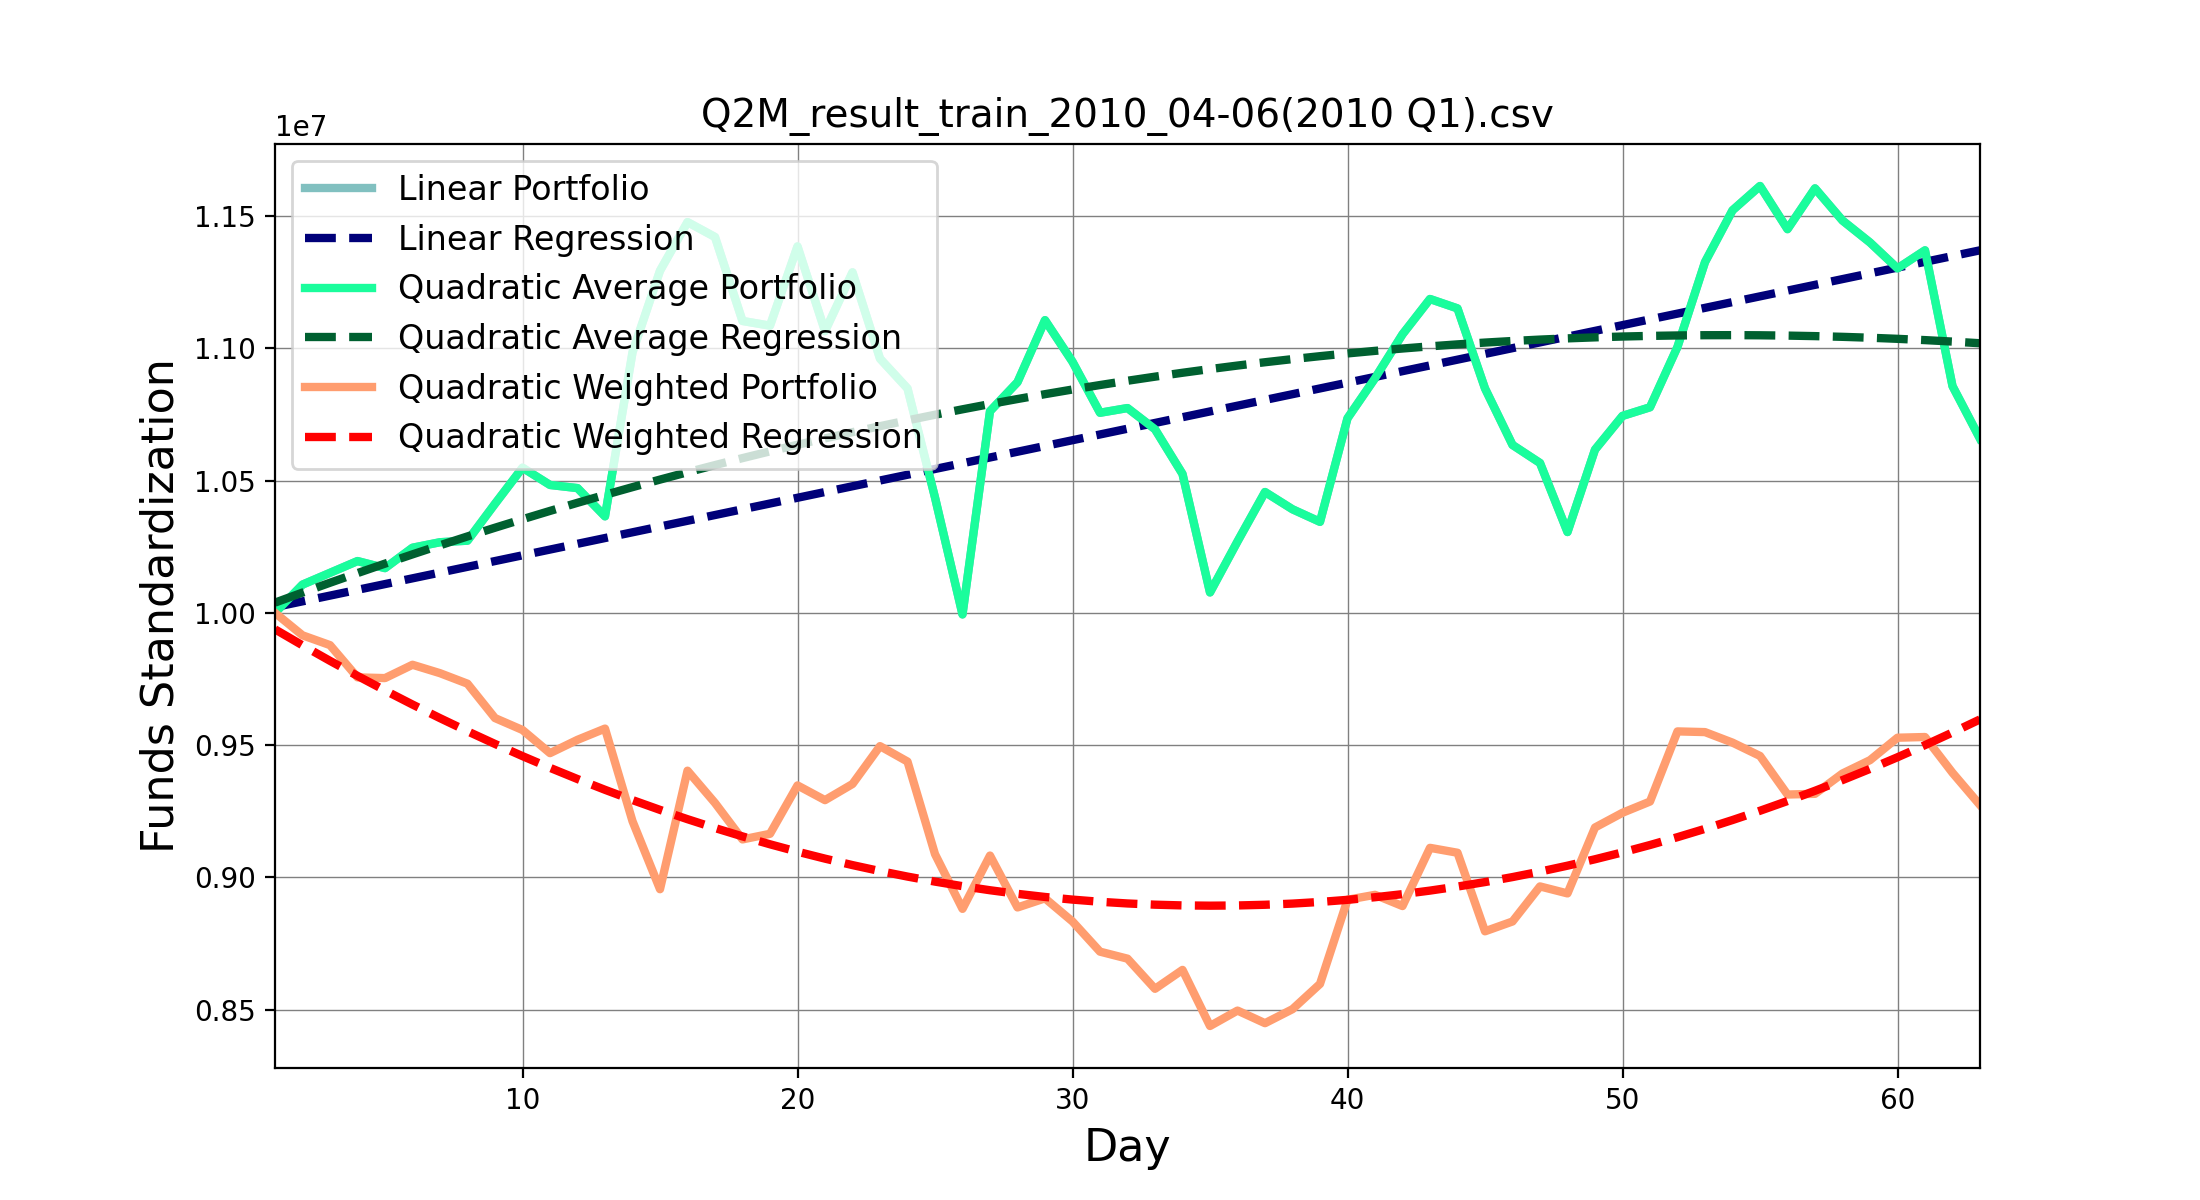 Q2M_result_train_2010_04-06(2010 Q1).csv
1e7
Linear Portfolio
Linear Regression
Quadratic Average Portfolio
Quadratic Average Regression
Quadratic Weighted Portfolio
Quadratic Weighted Regression
1.15
1.10
1.05
1.00
0.95
0.90
0.85
Funds Standardization
10 20 30 40 50 60
Day